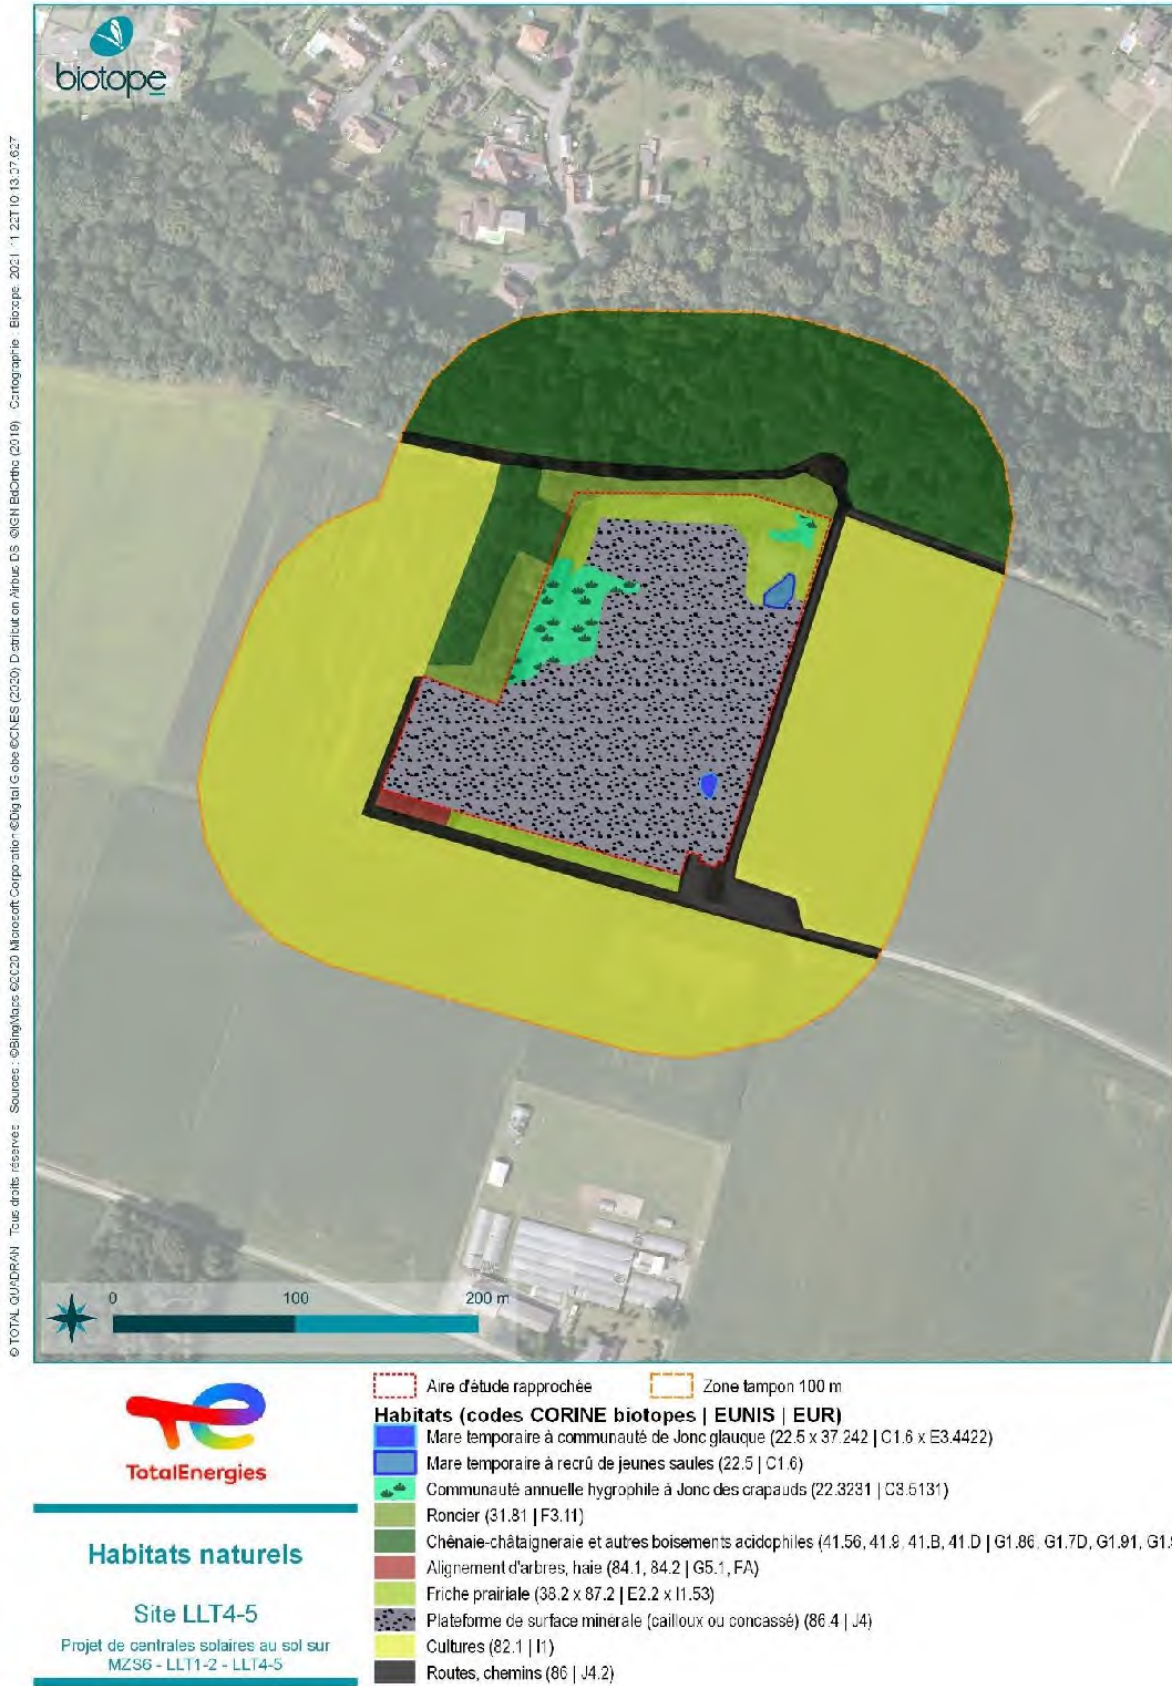 biotope
© TOTAL QUADRAN - Tous droits réservés - Sources : ©BingMaps ©2020 Microsoft Corporation ©Digital Globe ©CNES (2020) Distribution Airbus DS, ©IGN BdOrtho (2019) - Cartographie : Biotope, 2021-11-22T10:13:07.627
0 100 200 m
TotalEnergies
Habitats naturels
Site LLT4-5
Projet de centrales solaires au sol sur
MZS6 - LLT1-2 - LLT4-5
Aire d'étude rapprochée
Zone tampon 100 m
Habitats (codes CORINE biotopes | EUNIS | EUR)
Mare temporaire à communauté de Jonc glauque (22.5 x 37.242 | C1.6 x E3.4422)
Mare temporaire à recrû de jeunes saules (22.5 | C1.6)
Communauté annuelle hygrophile à Jonc des crapauds (22.3231 | C3.5131)
Roncier (31.81 | F3.11)
Chênaie-châtaigneraie et autres boisements acidophiles (41.56, 41.9, 41.B, 41.D | G1.86, G1.7D, G1.91, G1.9
Alignement d'arbres, haie (84.1, 84.2 | G5.1, FA)
Friche prairiale (38.2 x 87.2 | E2.2 x I1.53)
Plateforme de surface minérale (cailloux ou concassé) (86.4 | J4)
Cultures (82.1 | I1)
Routes, chemins (86 | J4.2)